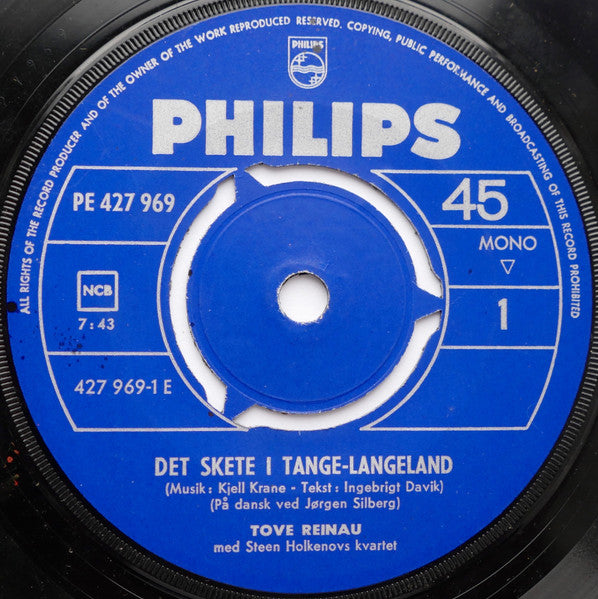 ALL RIGHTS OF THE RECORD PRODUCER AND OF THE OWNER OF THE WORK REPRODUCED RESERVED. COPYING, PUBLIC PERFORMANCE AND BROADCASTING OF THIS RECORD PROHIBITED
PHILIPS
PHILIPS
PE 427 969
45
MONO
NCB
7:43
1
427 969-1 E
DET SKETE I TANGE-LANGELAND
(Musik: Kjell Krane - Tekst: Ingebrigt Davik)
(På dansk ved Jørgen Silberg)
TOVE REINAU
med Steen Holkenovs kvartet